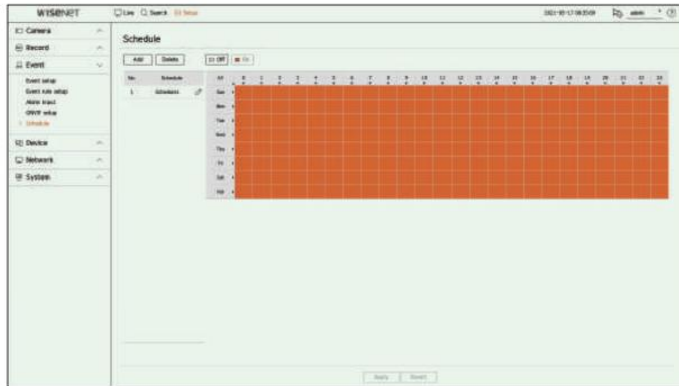 WISENET
Live Search Setup
admin
Camera
Record
Event
Event setup
Event rule setup
Alarm input
ONVIF setup
Schedule
Device
Network
System
Schedule
Add Delete Off On
No. Schedule All 0 1 2 3 4 5 6 7 8 9 10 11 12 13 14 15 16 17 18 19 20 21 22 23
1 Schedule1
Sun
Mon
Tue
Wed
Thu
Fri
Sat
Hol
Apply Revert